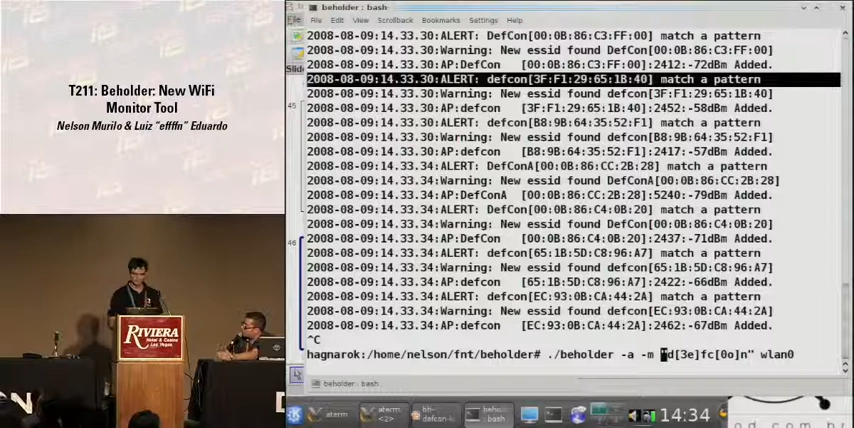 T211: Beholder: New WiFi
Monitor Tool
Nelson Murilo & Luiz "effffn" Eduardo
RIVIERA
Hotel & Casino
Las Vegas
beholder : bash
File Edit View Scrollback Bookmarks Settings Help
2008-08-09:14.33.30:ALERT: DefCon[00:0B:86:C3:FF:00] match a pattern
2008-08-09:14.33.30:Warning: New essid found DefCon[00:0B:86:C3:FF:00]
2008-08-09:14.33.30:AP:DefCon [00:0B:86:C3:FF:00]:2412:-72dBm Added.
2008-08-09:14.33.30:ALERT: defcon[3F:F1:29:65:1B:40] match a pattern
2008-08-09:14.33.30:Warning: New essid found defcon[3F:F1:29:65:1B:40]
2008-08-09:14.33.30:AP:defcon [3F:F1:29:65:1B:40]:2452:-58dBm Added.
2008-08-09:14.33.30:ALERT: defcon[B8:9B:64:35:52:F1] match a pattern
2008-08-09:14.33.30:Warning: New essid found defcon[B8:9B:64:35:52:F1]
2008-08-09:14.33.30:AP:defcon [B8:9B:64:35:52:F1]:2417:-57dBm Added.
2008-08-09:14.33.34:ALERT: DefConA[00:0B:86:CC:2B:28] match a pattern
2008-08-09:14.33.34:Warning: New essid found DefConA[00:0B:86:CC:2B:28]
2008-08-09:14.33.34:AP:DefConA [00:0B:86:CC:2B:28]:5240:-79dBm Added.
2008-08-09:14.33.34:ALERT: DefCon[00:0B:86:C4:0B:20] match a pattern
2008-08-09:14.33.34:Warning: New essid found DefCon[00:0B:86:C4:0B:20]
2008-08-09:14.33.34:AP:DefCon [00:0B:86:C4:0B:20]:2437:-71dBm Added.
2008-08-09:14.33.34:ALERT: defcon[65:1B:5D:C8:96:A7] match a pattern
2008-08-09:14.33.34:Warning: New essid found defcon[65:1B:5D:C8:96:A7]
2008-08-09:14.33.34:AP:defcon [65:1B:5D:C8:96:A7]:2422:-66dBm Added.
2008-08-09:14.33.34:ALERT: defcon[EC:93:0B:CA:44:2A] match a pattern
2008-08-09:14.33.34:Warning: New essid found defcon[EC:93:0B:CA:44:2A]
2008-08-09:14.33.34:AP:defcon [EC:93:0B:CA:44:2A]:2462:-67dBm Added.
^C
hagnarok:/home/nelson/fnt/beholder# ./beholder -a -m "d[3e]fc[0o]n" wlan0
beholder : bash
File
Slide
45
46
aterm
aterm
<2>
14:34